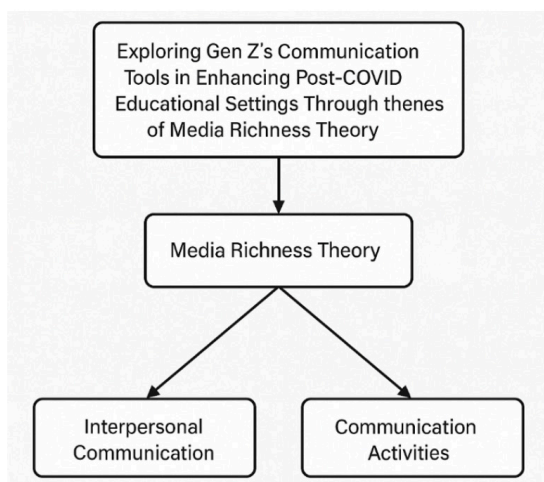 Exploring Gen Z's Communication
Tools in Enhancing Post-COVID
Educational Settings Through thenes
of Media Richness Theory
Media Richness Theory
Interpersonal
Communication
Communication
Activities